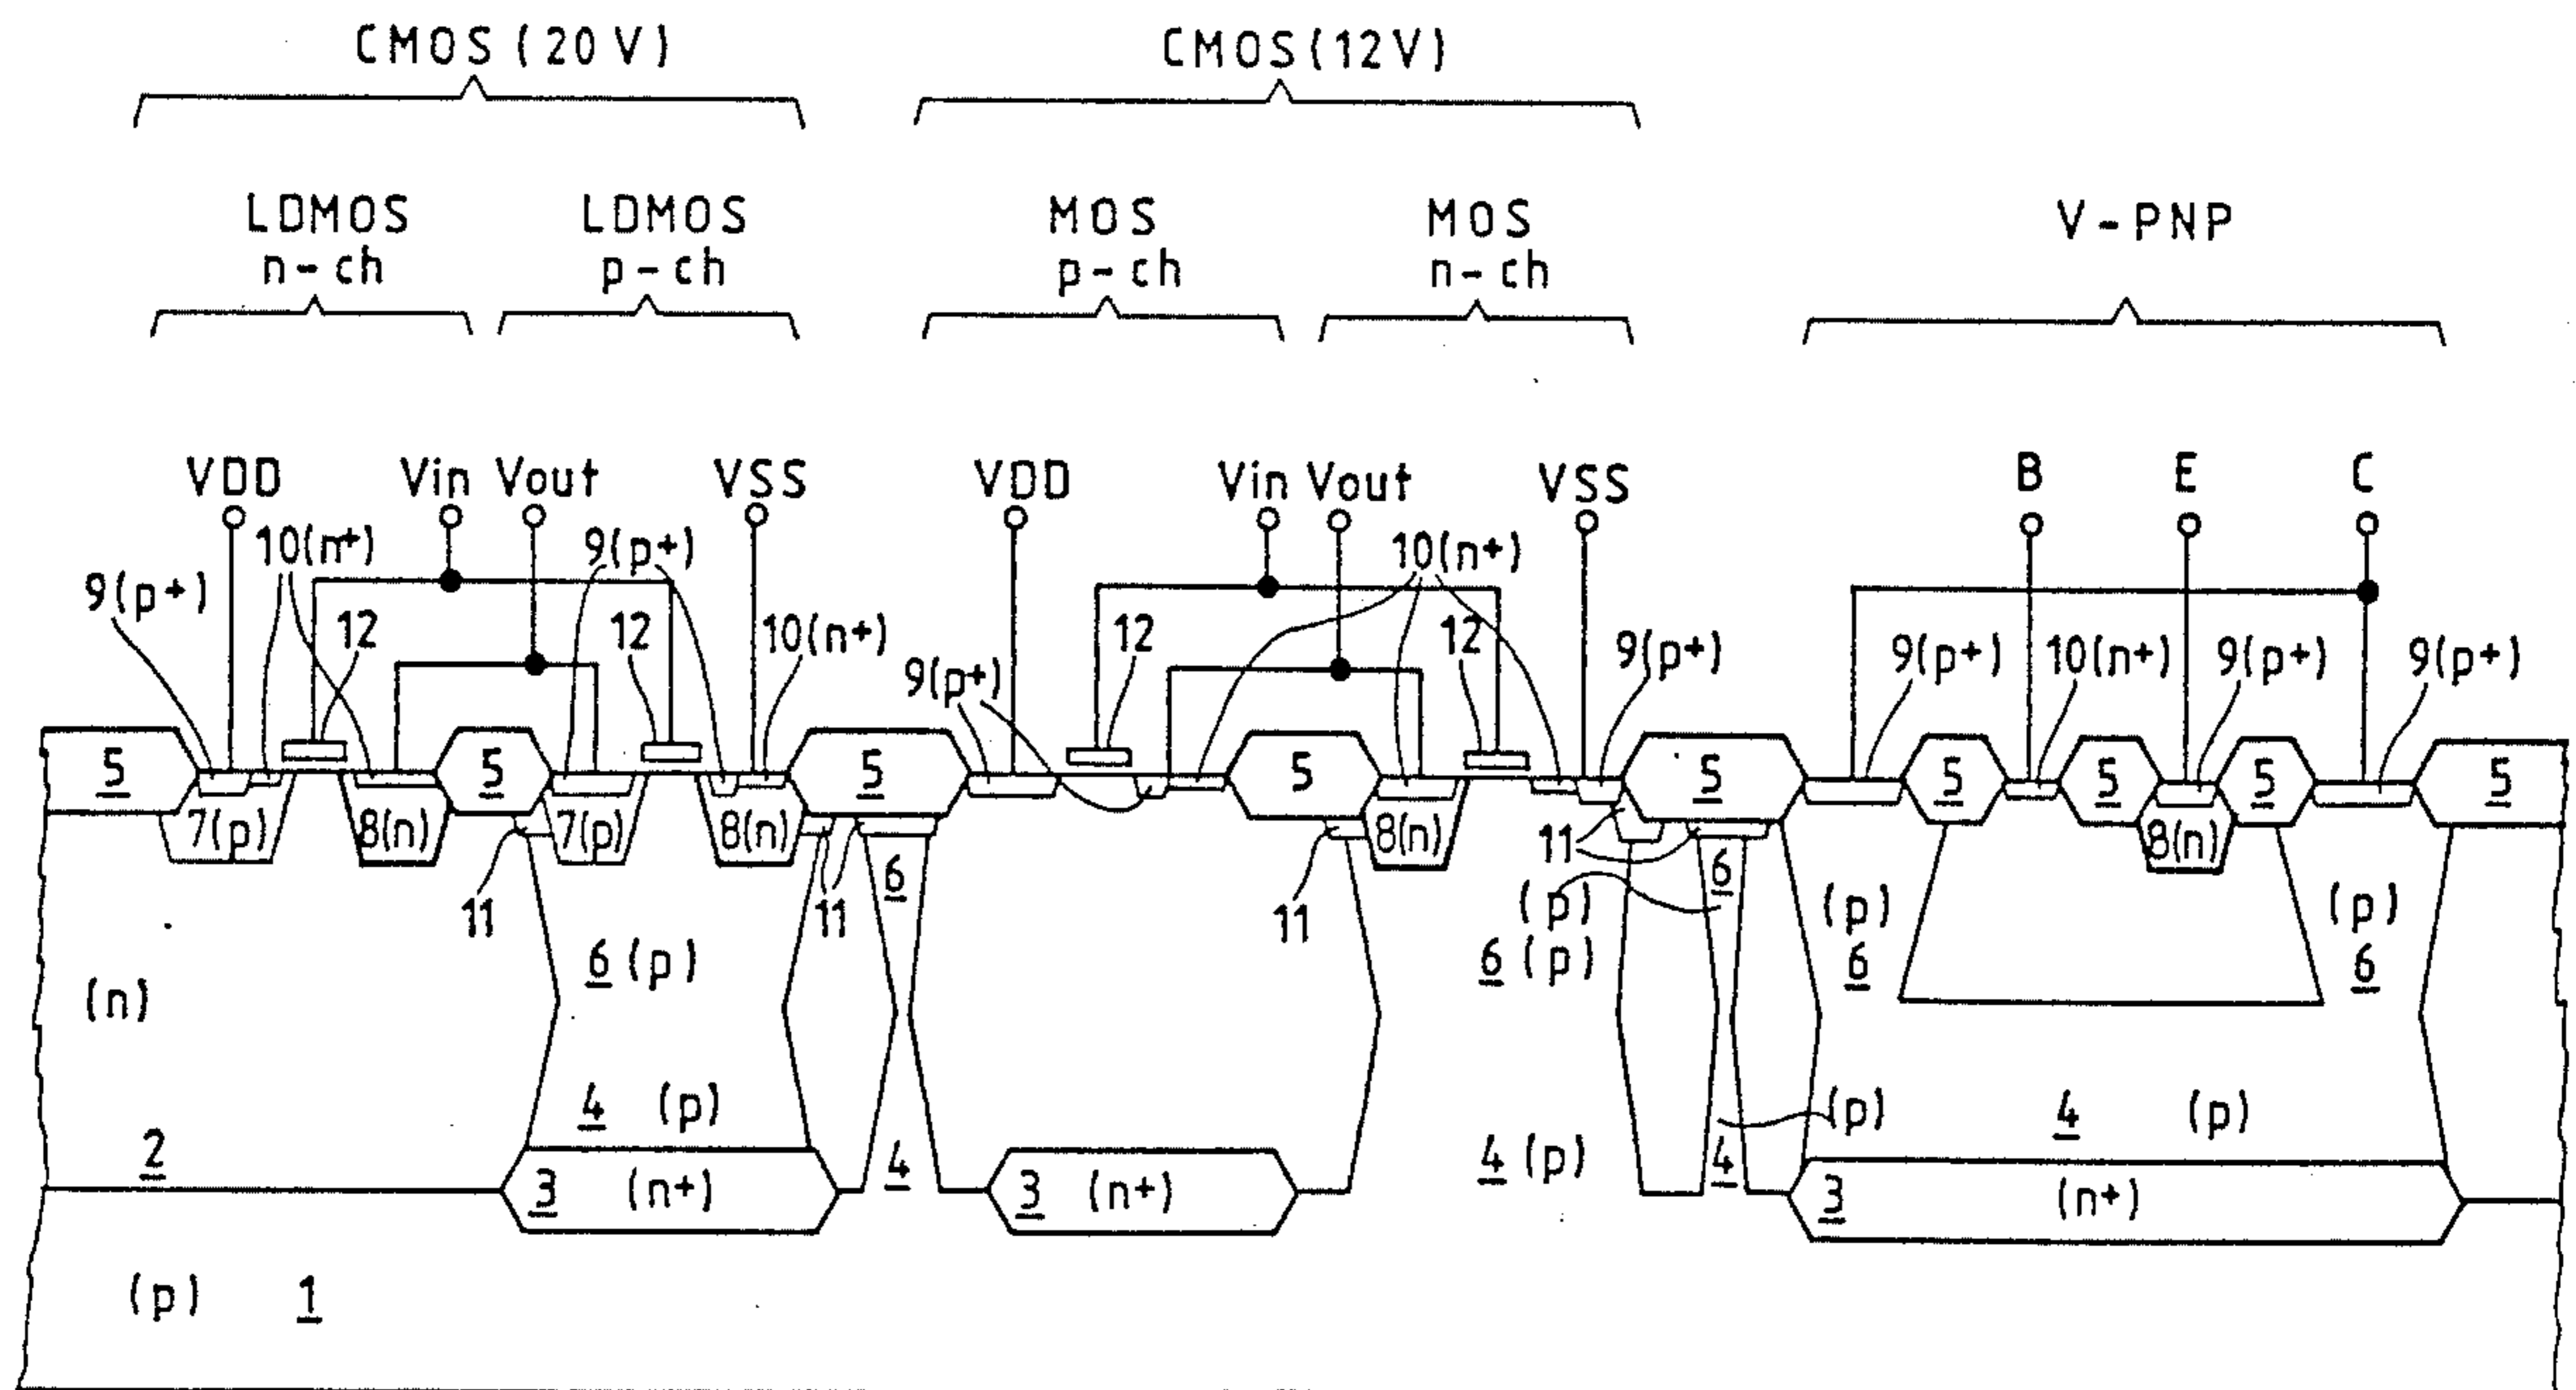 CMOS (20 V) CMOS (12V)
LDMOS LDMOS MOS MOS V-PNP
n-ch p-ch p-ch n-ch
VDD Vin Vout VSS VDD Vin Vout VSS B E C
10(n+) 9(p+) 10(n+)
9(p+) 12 12 10(n+) 12 12 9(p+) 9(p+) 10(n+) 9(p+) 9(p+)
9(p+)
5 5 5 5 5 5 5 5 5
7(p) 8(n) 7(p) 8(n) 8(n) 8(n)
11 6 11 6
11 11 11 (p) (p) (p)
6 (p) 6 (p) 6 6
(n)
4 (p) (p) 4 (p)
2 4 4 (p) 4
3 (n+) 3 (n+) 3 (n+)
(p) 1